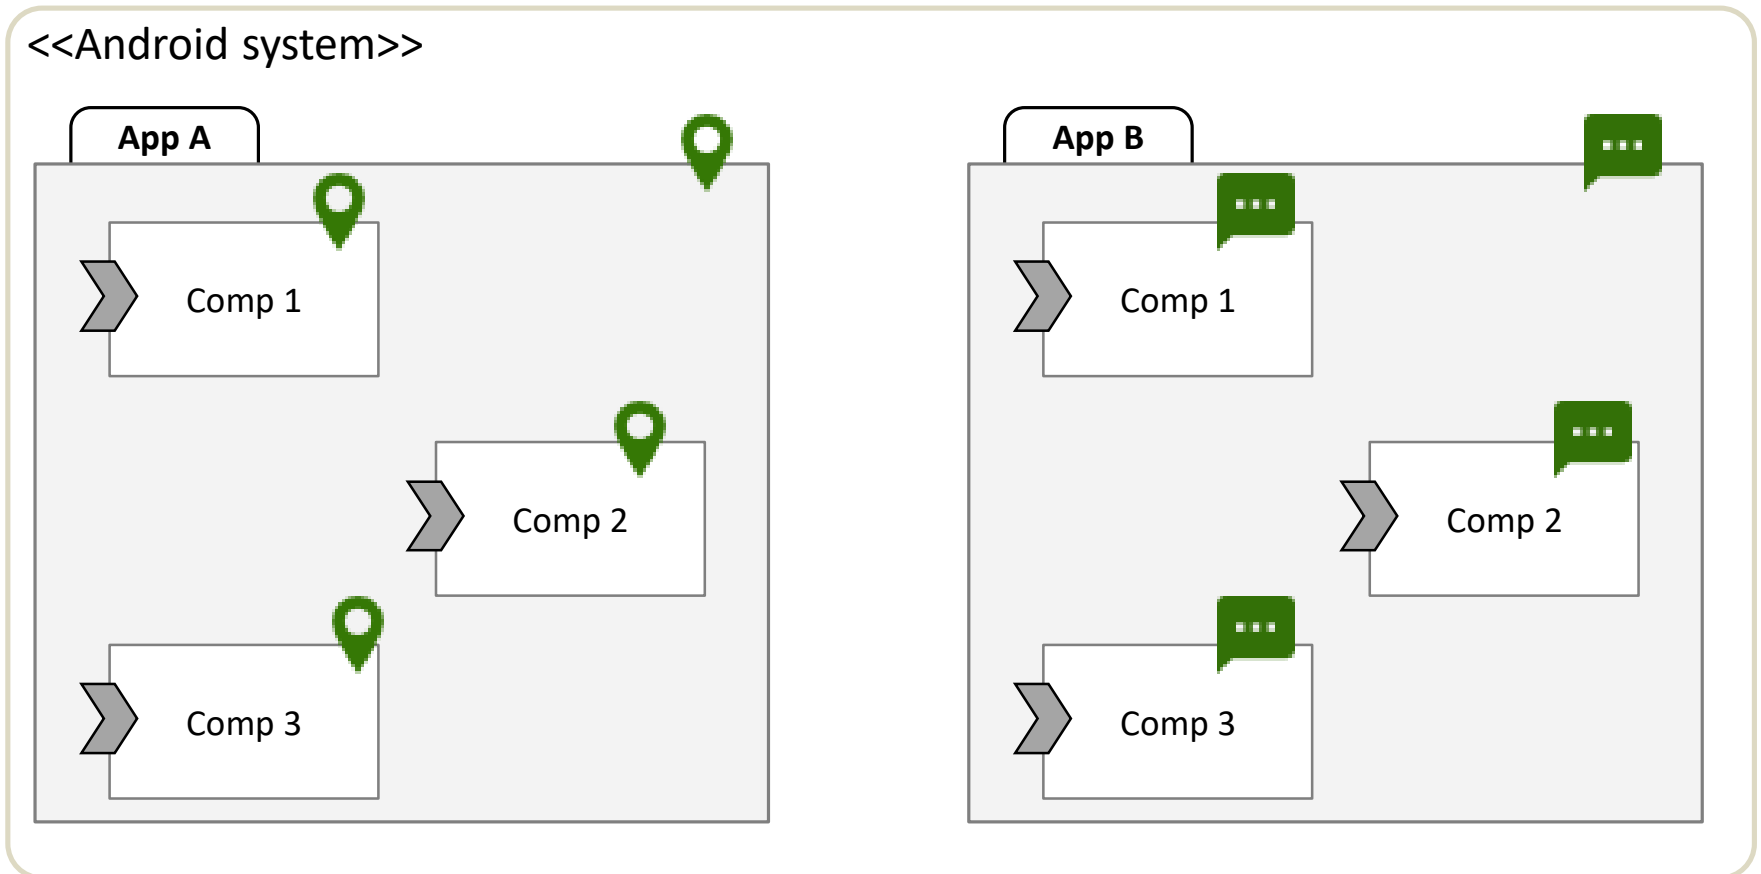 <<Android system>>
App A
Comp 1
Comp 2
Comp 3
App B
Comp 1
Comp 2
Comp 3